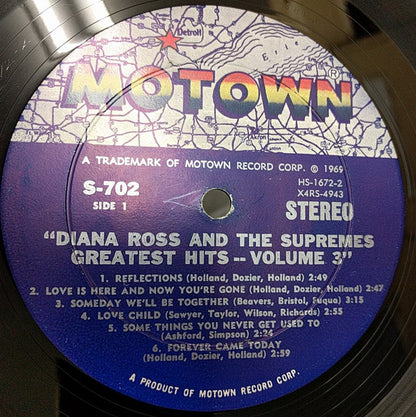 Detroit
Erie
MOTOWN®
A TRADEMARK OF MOTOWN RECORD CORP. © 1969
S-702
HS-1672-2
X4RS-4943
SIDE 1
STEREO
“DIANA ROSS AND THE SUPREMES
GREATEST HITS -- VOLUME 3”
1. REFLECTIONS (Holland, Dozier, Holland) 2:49
2. LOVE IS HERE AND NOW YOU'RE GONE (Holland, Dozier, Holland) 2:47
3. SOMEDAY WE'LL BE TOGETHER (Beavers, Bristol, Fuqua) 3:15
4. LOVE CHILD (Sawyer, Taylor, Wilson, Richards) 2:55
5. SOME THINGS YOU NEVER GET USED TO
(Ashford, Simpson) 2:24
6. FOREVER CAME TODAY
(Holland, Dozier, Holland) 2:59
A PRODUCT OF MOTOWN RECORD CORP.